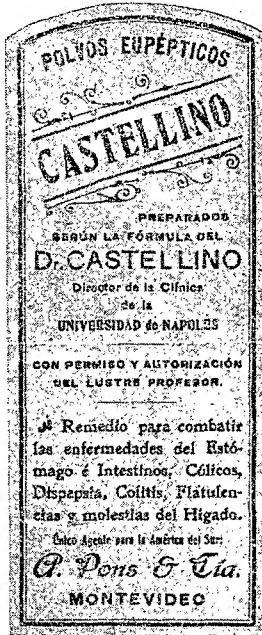 POLVOS EUPÉPTICOS
CASTELLINO
PREPARADOS
SEGÚN LA FÓRMULA DEL
Dr. CASTELLINO
Director de la Clínica
de la
UNIVERSIDAD de NAPOLES
CON PERMISO Y AUTORIZACIÓN
DEL LUSTRE PROFESOR.
Remedio para combatir
las enfermedades del Estó-
mago é Intestinos, Cólicos,
Dispepsia, Colitis, Flatulen-
cias y molestias del Higado.
Único Agente para la América del Sur:
A. Pons & Cía.
MONTEVIDEO